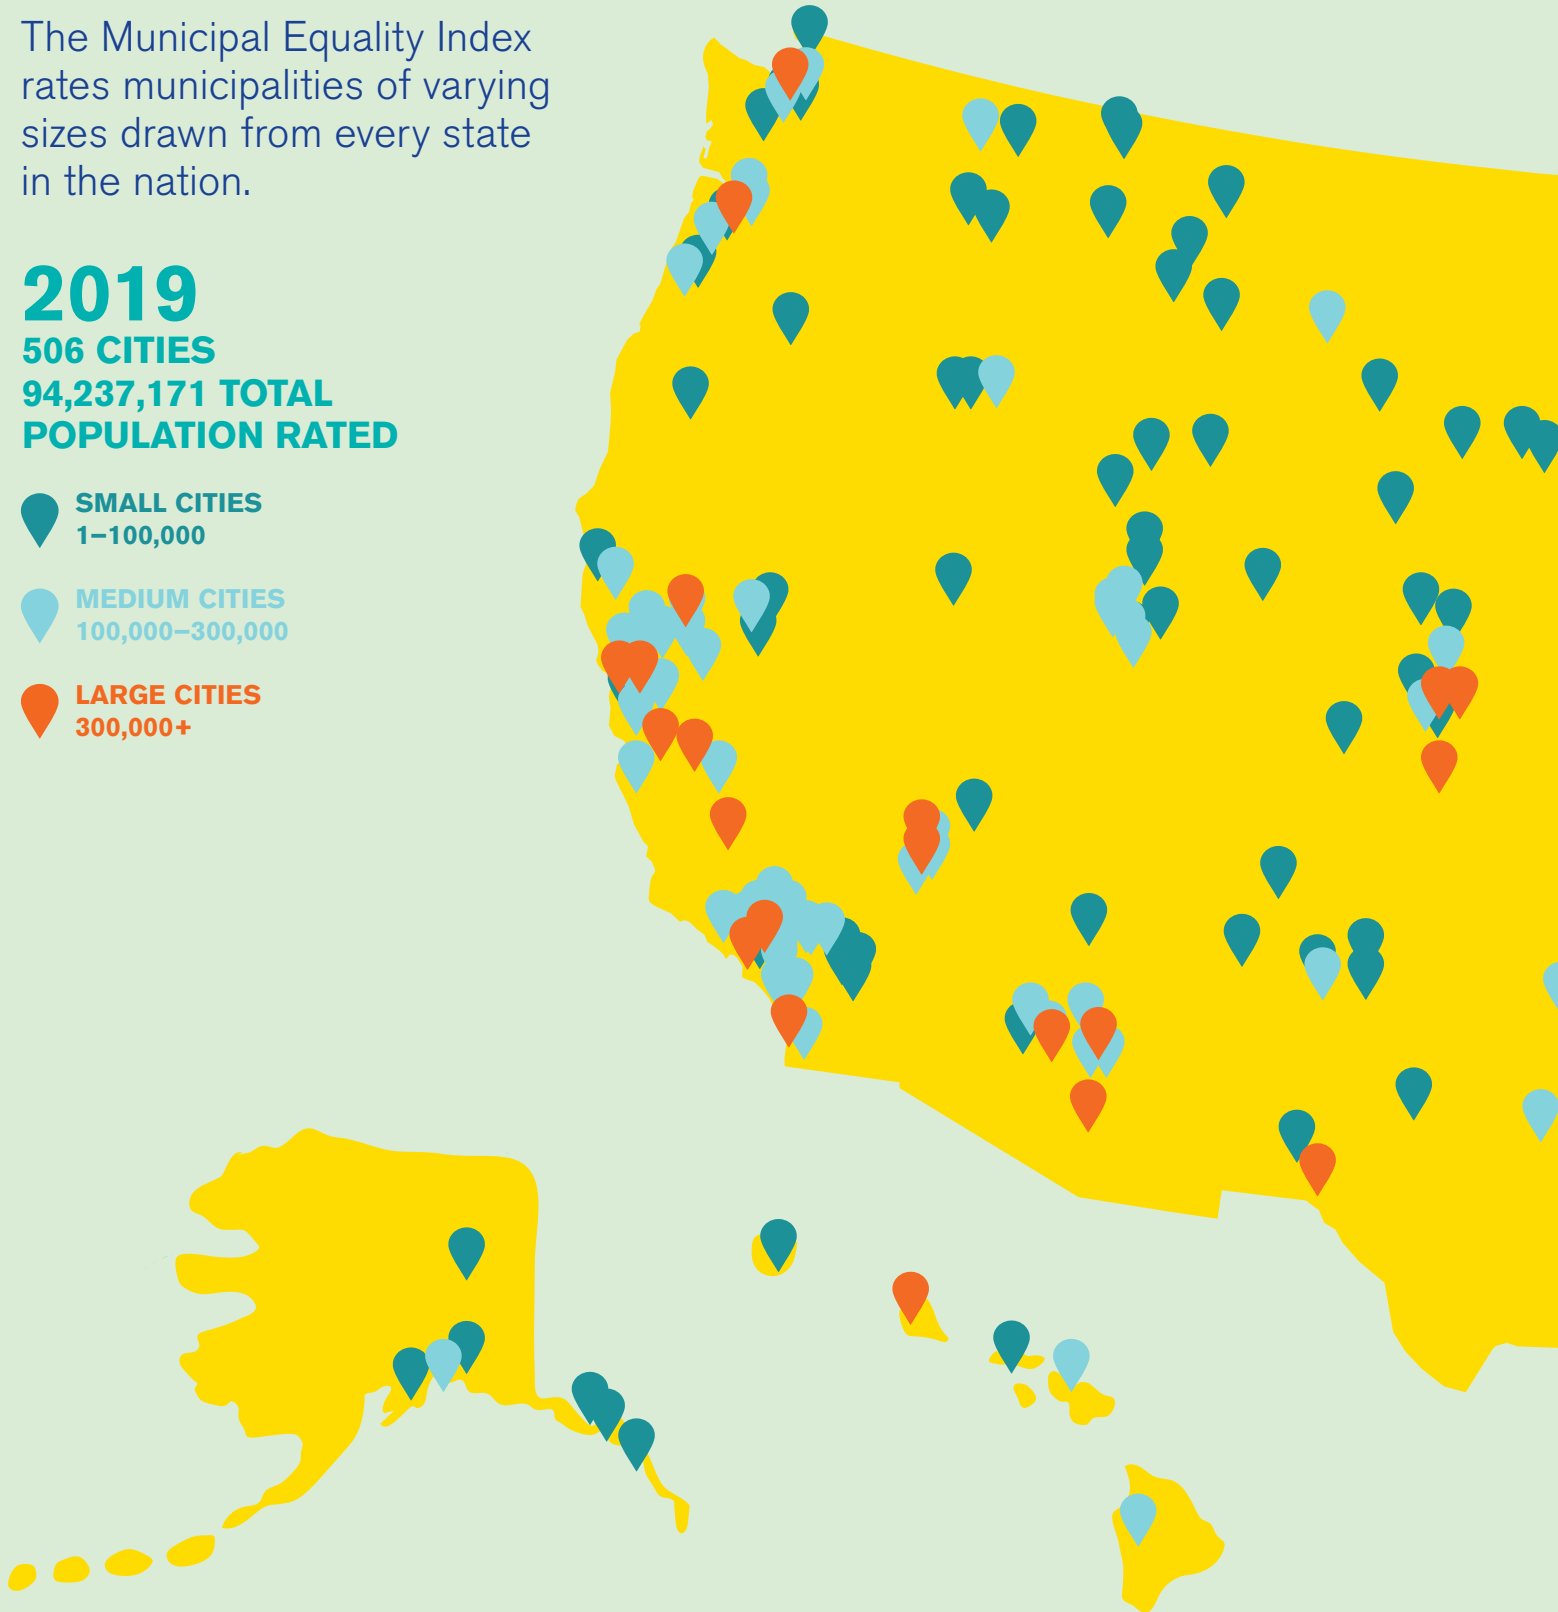 The Municipal Equality Index
rates municipalities of varying
sizes drawn from every state
in the nation.
2019
506 CITIES
94,237,171 TOTAL
POPULATION RATED
SMALL CITIES
1–100,000
MEDIUM CITIES
100,000–300,000
LARGE CITIES
300,000+